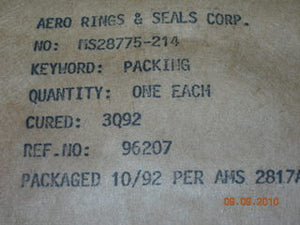 AERO RINGS & SEALS CORP.
NO: MS28775-214
KEYWORD: PACKING
QUANTITY: ONE EACH
CURED: 3Q92
REF.NO: 96207
PACKAGED 10/92 PER AMS 2817A
09.09.2010